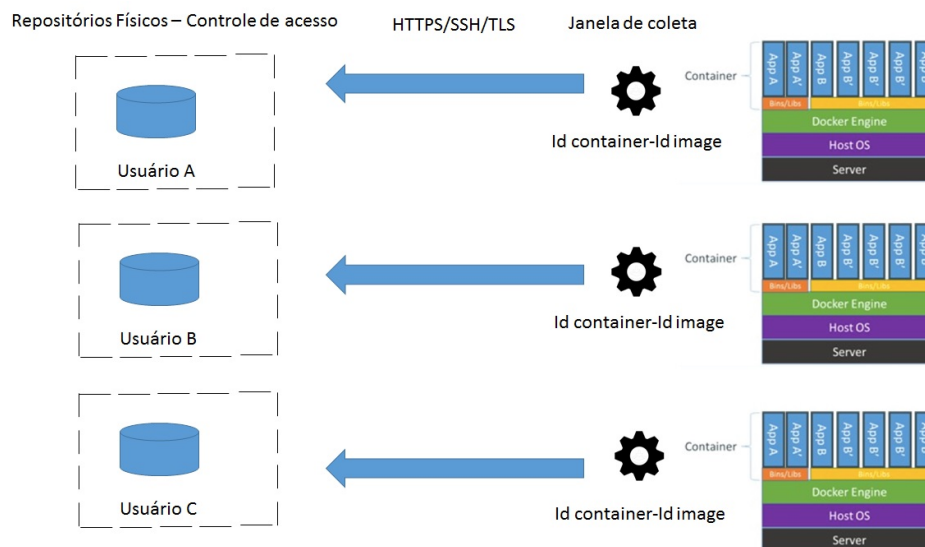 Repositórios Físicos – Controle de acesso
HTTPS/SSH/TLS
Janela de coleta
Usuário A
Id container-Id image
Container
App A
App A'
App B
App B'
App B'
App B'
App B
Bins/Libs
Bins/Libs
Docker Engine
Host OS
Server
Usuário B
Id container-Id image
Container
App A
App A'
App B
App B'
App B'
App B'
App B
Bins/Libs
Bins/Libs
Docker Engine
Host OS
Server
Usuário C
Id container-Id image
Container
App A
App A'
App B
App B'
App B'
App B'
App B
Bins/Libs
Bins/Libs
Docker Engine
Host OS
Server